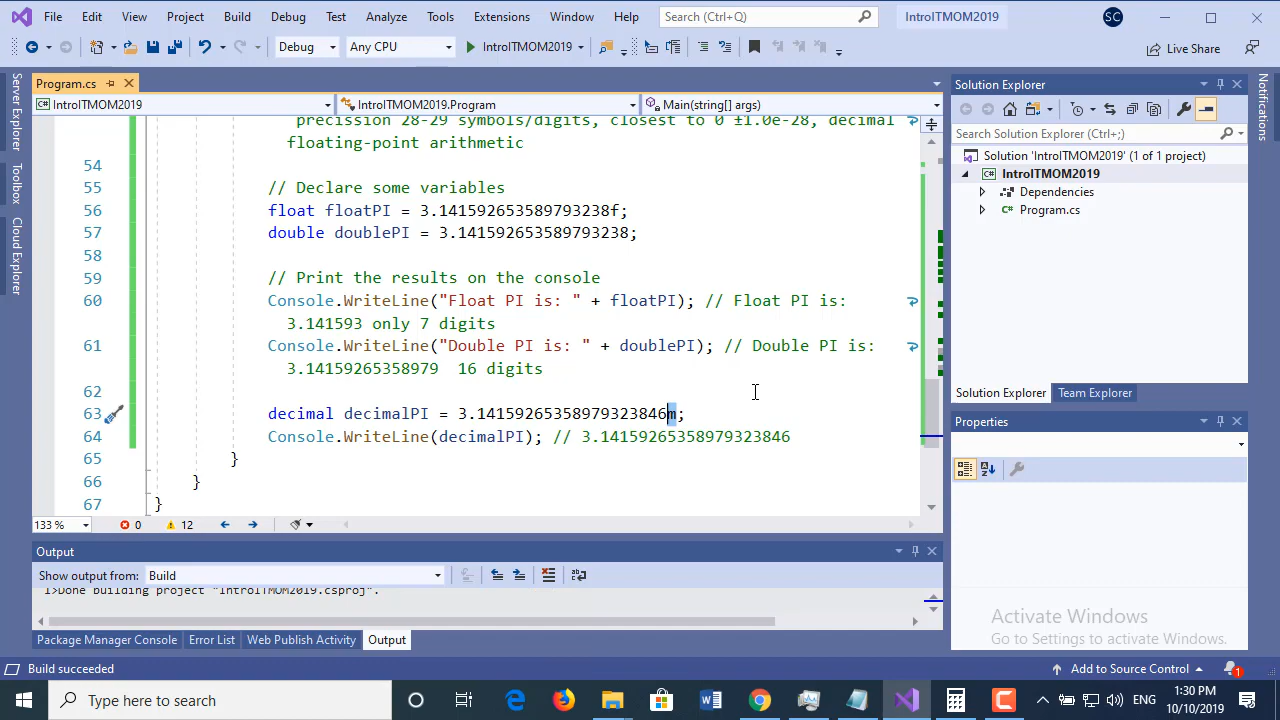 File Edit View Project Build Debug Test Analyze Tools Extensions Window Help Search (Ctrl+Q) IntroITMOM2019 SC
Debug Any CPU IntroITMOM2019 Live Share
Server Explorer
Toolbox
Cloud Explorer
Program.cs
IntroITMOM2019 IntroITMOM2019.Program Main(string[] args)
precission 28-29 symbols/digits, closest to 0 ±1.0e-28, decimal
floating-point arithmetic
54
55 // Declare some variables
56 float floatPI = 3.141592653589793238f;
57 double doublePI = 3.141592653589793238;
58
59 // Print the results on the console
60 Console.WriteLine("Float PI is: " + floatPI); // Float PI is:
3.141593 only 7 digits
61 Console.WriteLine("Double PI is: " + doublePI); // Double PI is:
3.14159265358979  16 digits
62
63 decimal decimalPI = 3.14159265358979323846m;
64 Console.WriteLine(decimalPI); // 3.14159265358979323846
65 }
66 }
67 }
133 % 0 12
Output
Show output from: Build
1>Done building project "IntroITMOM2019.csproj".
Package Manager Console Error List Web Publish Activity Output
Solution Explorer
Search Solution Explorer (Ctrl+;)
Solution 'IntroITMOM2019' (1 of 1 project)
IntroITMOM2019
Dependencies
C# Program.cs
Solution Explorer Team Explorer
Properties
Notifications
Activate Windows
Go to Settings to activate Windows.
Build succeeded Add to Source Control 1
Type here to search ENG 1:30 PM
10/10/2019